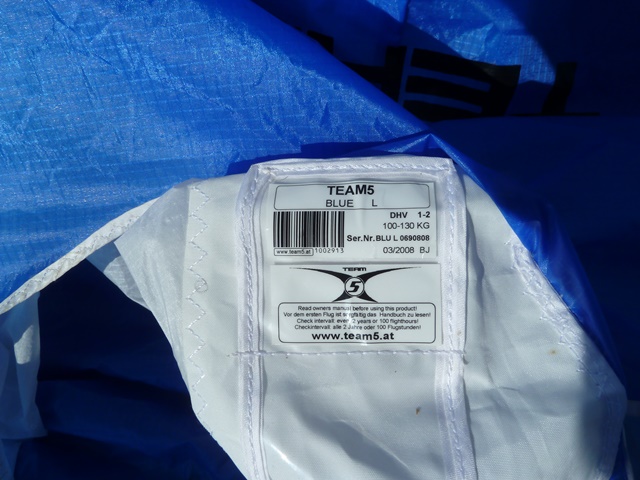 TEAM5
BLUE L
DHV 1-2
100-130 KG
Ser.Nr.BLU L 0690808
www.team5.at 1002913
03/2008 BJ
TEAM
5
Read owners manual before using this product!
Vor dem ersten Flug ist sorgfältig das Handbuch zu lesen!
Check intervall: every 2 years or 100 flighthours!
Checkintervall: alle 2 Jahre oder 100 Flugstunden!
www.team5.at